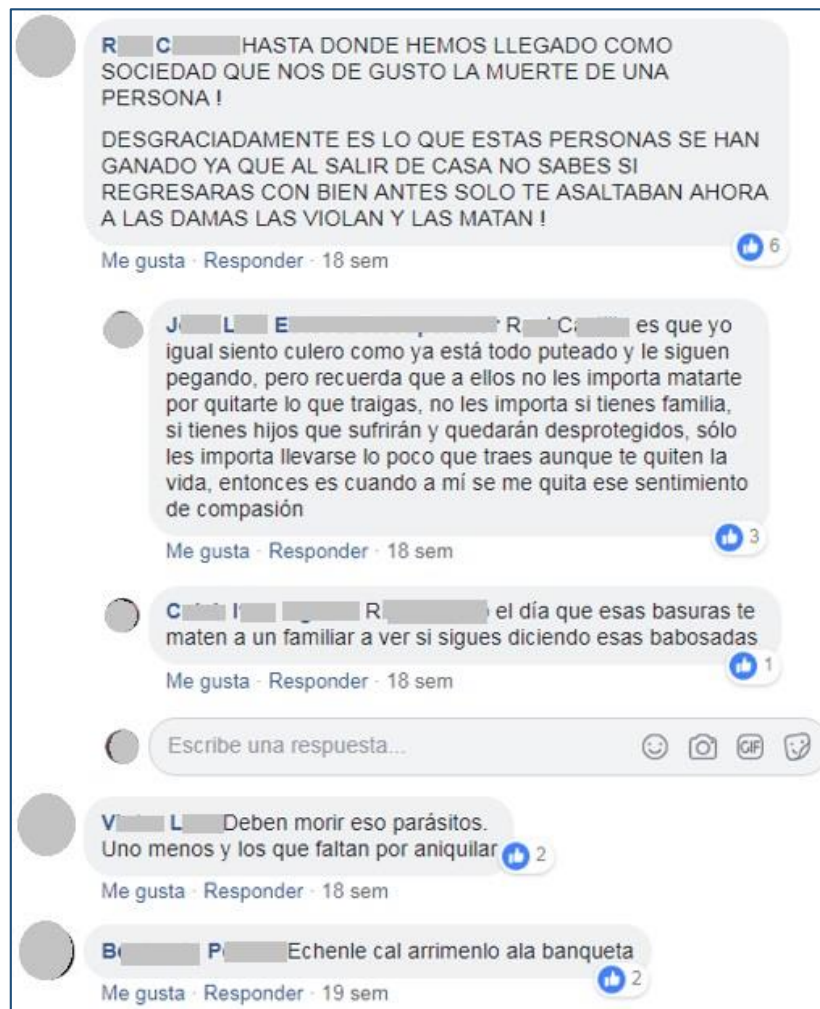 R C HASTA DONDE HEMOS LLEGADO COMO
SOCIEDAD QUE NOS DE GUSTO LA MUERTE DE UNA
PERSONA !
DESGRACIADAMENTE ES LO QUE ESTAS PERSONAS SE HAN
GANADO YA QUE AL SALIR DE CASA NO SABES SI
REGRESARAS CON BIEN ANTES SOLO TE ASALTABAN AHORA
A LAS DAMAS LAS VIOLAN Y LAS MATAN !
6
Me gusta · Responder · 18 sem
J L E R Ca es que yo
igual siento culero como ya está todo puteado y le siguen
pegando, pero recuerda que a ellos no les importa matarte
por quitarte lo que traigas, no les importa si tienes familia,
si tienes hijos que sufrirán y quedarán desprotegidos, sólo
les importa llevarse lo poco que traes aunque te quiten la
vida, entonces es cuando a mí se me quita ese sentimiento
de compasión
3
Me gusta · Responder · 18 sem
C I R el día que esas basuras te
maten a un familiar a ver si sigues diciendo esas babosadas
1
Me gusta · Responder · 18 sem
Escribe una respuesta... GIF
V L Deben morir eso parásitos.
Uno menos y los que faltan por aniquilar 2
Me gusta · Responder · 18 sem
B P Echenle cal arrimenlo ala banqueta
2
Me gusta · Responder · 19 sem